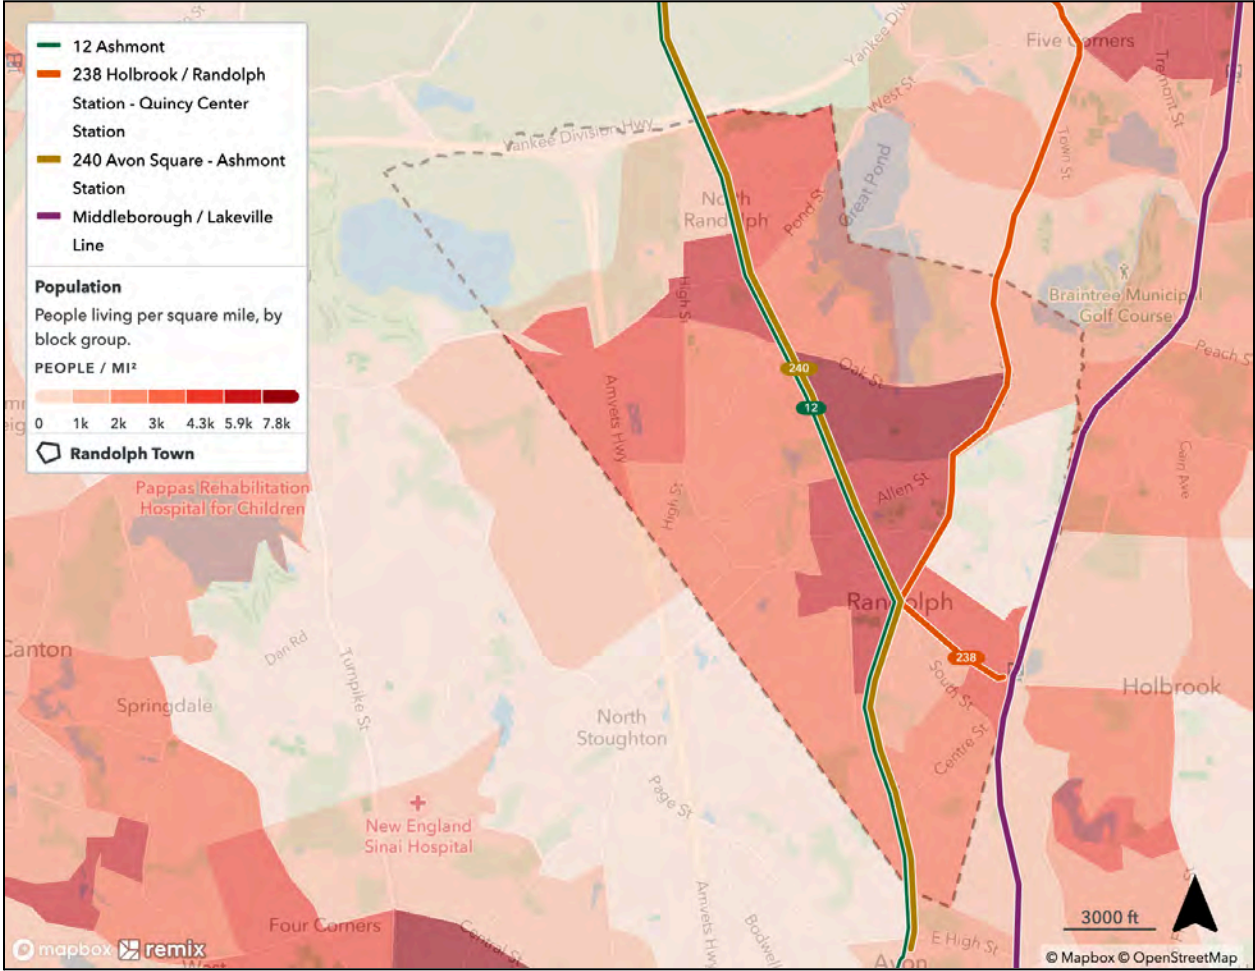 12 Ashmont
238 Holbrook / Randolph
Station - Quincy Center
Station
240 Avon Square - Ashmont
Station
Middleborough / Lakeville
Line
Population
People living per square mile, by
block group.
PEOPLE / MI²
0 1k 2k 3k 4.3k 5.9k 7.8k
Randolph Town
Yankee Div
Five Corners
Tremont St
West St
Yankee Division Hwy
Town St
Great Pond
North
Randolph
Pond St
High St
Braintree Municipal
Golf Course
Peach S
240
Oak St
12
Amvets Hwy
Allen St
High St
Pappas Rehabilitation
Hospital for Children
Randolph
238
Canton
Dan Rd
Turnpike St
South St
Springdale
Holbrook
North
Stoughton
Centre St
Page St
New England
Sinai Hospital
Amvets Hwy
Bodwell
Four Corners
Central St
3000 ft
E High St
Avon
West
mapbox remix
© Mapbox © OpenStreetMap